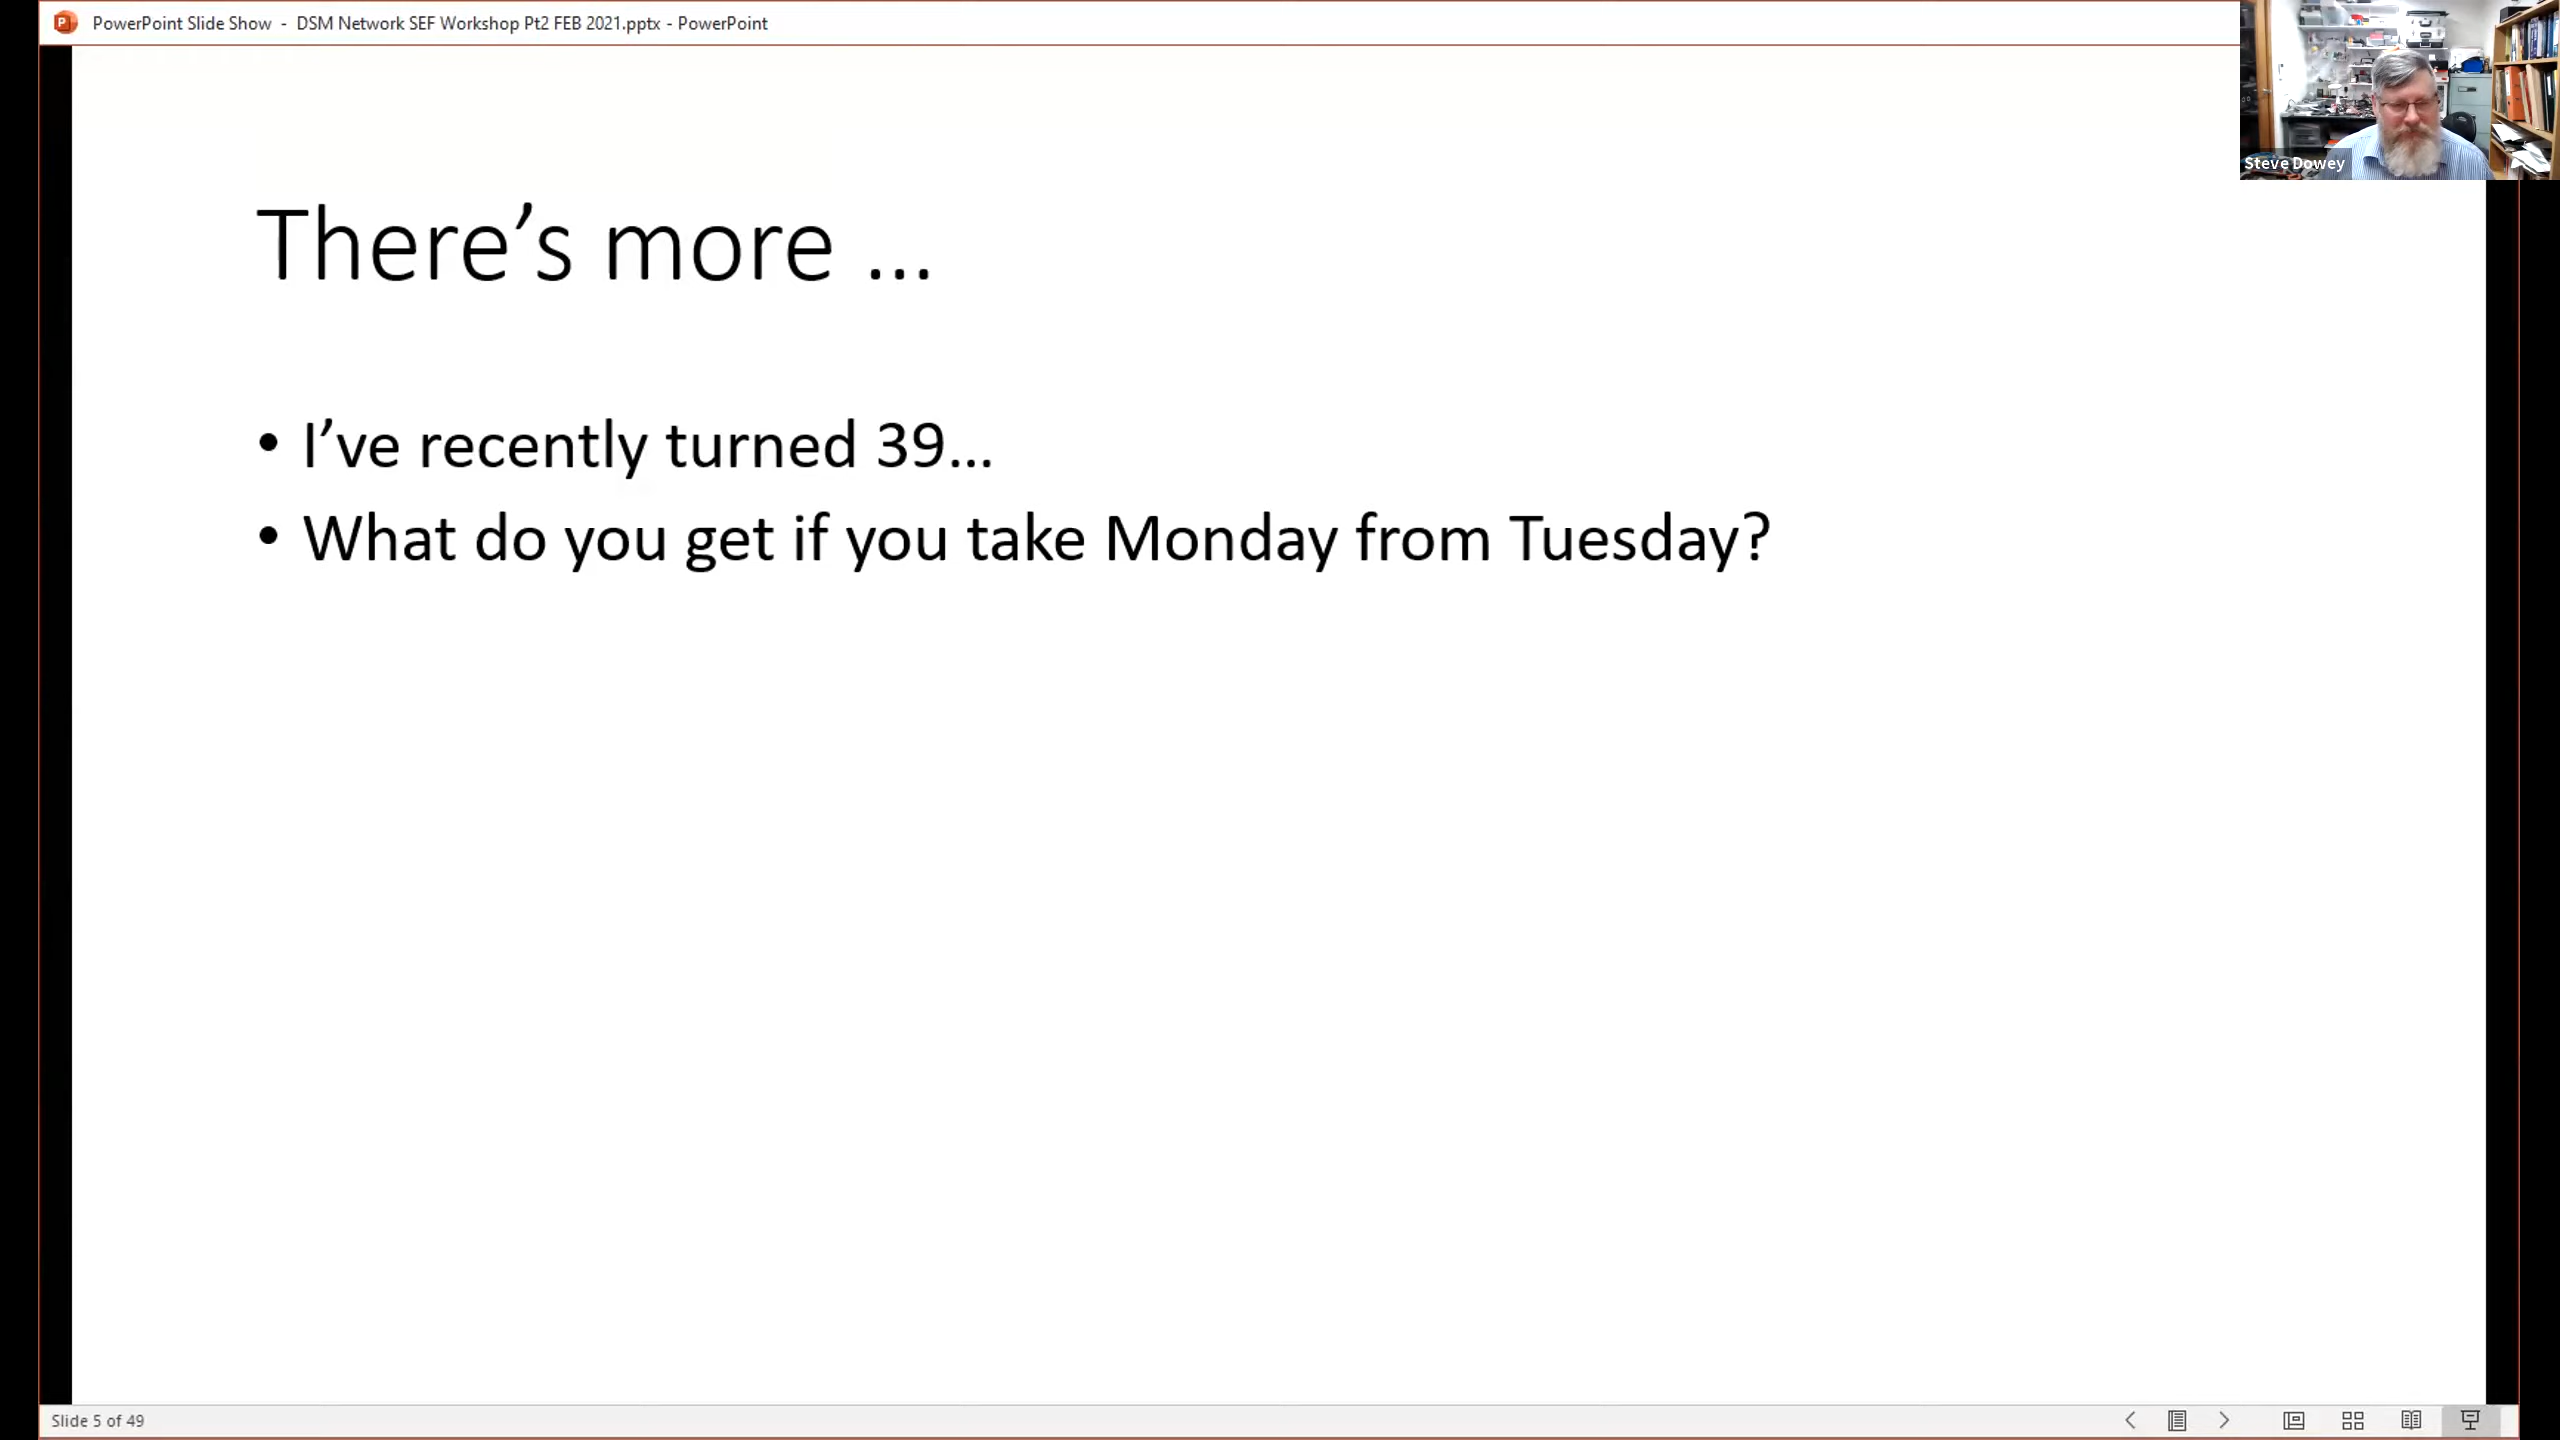 PowerPoint Slide Show - DSM Network SEF Workshop Pt2 FEB 2021.pptx - PowerPoint
Steve Dowey
There’s more ...
• I’ve recently turned 39...
• What do you get if you take Monday from Tuesday?
Slide 5 of 49